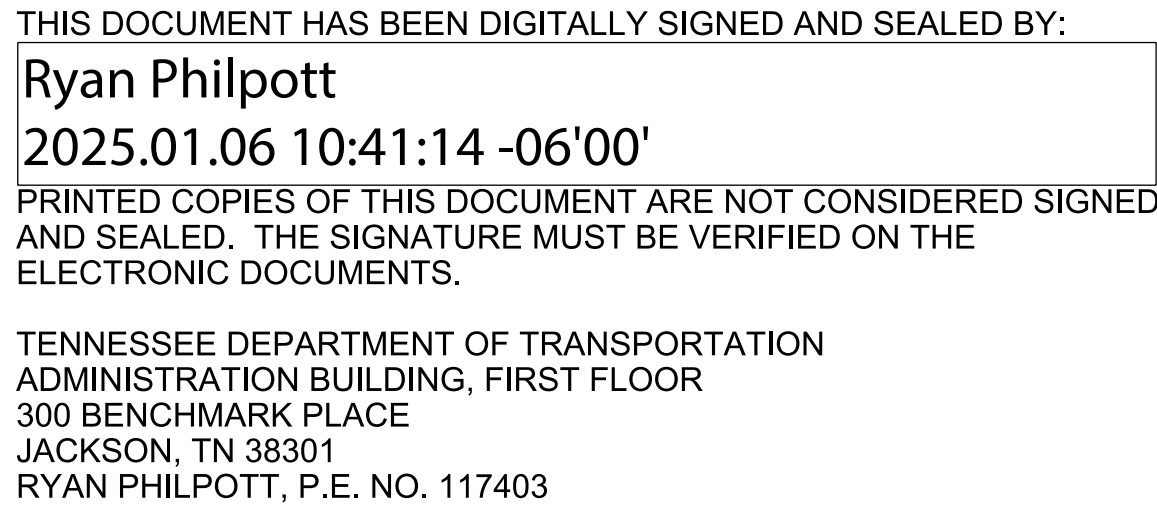 THIS DOCUMENT HAS BEEN DIGITALLY SIGNED AND SEALED BY:
Ryan Philpott
2025.01.06 10:41:14 -06'00'
PRINTED COPIES OF THIS DOCUMENT ARE NOT CONSIDERED SIGNED
AND SEALED.  THE SIGNATURE MUST BE VERIFIED ON THE
ELECTRONIC DOCUMENTS.
TENNESSEE DEPARTMENT OF TRANSPORTATION
ADMINISTRATION BUILDING, FIRST FLOOR
300 BENCHMARK PLACE
JACKSON, TN 38301
RYAN PHILPOTT, P.E. NO. 117403